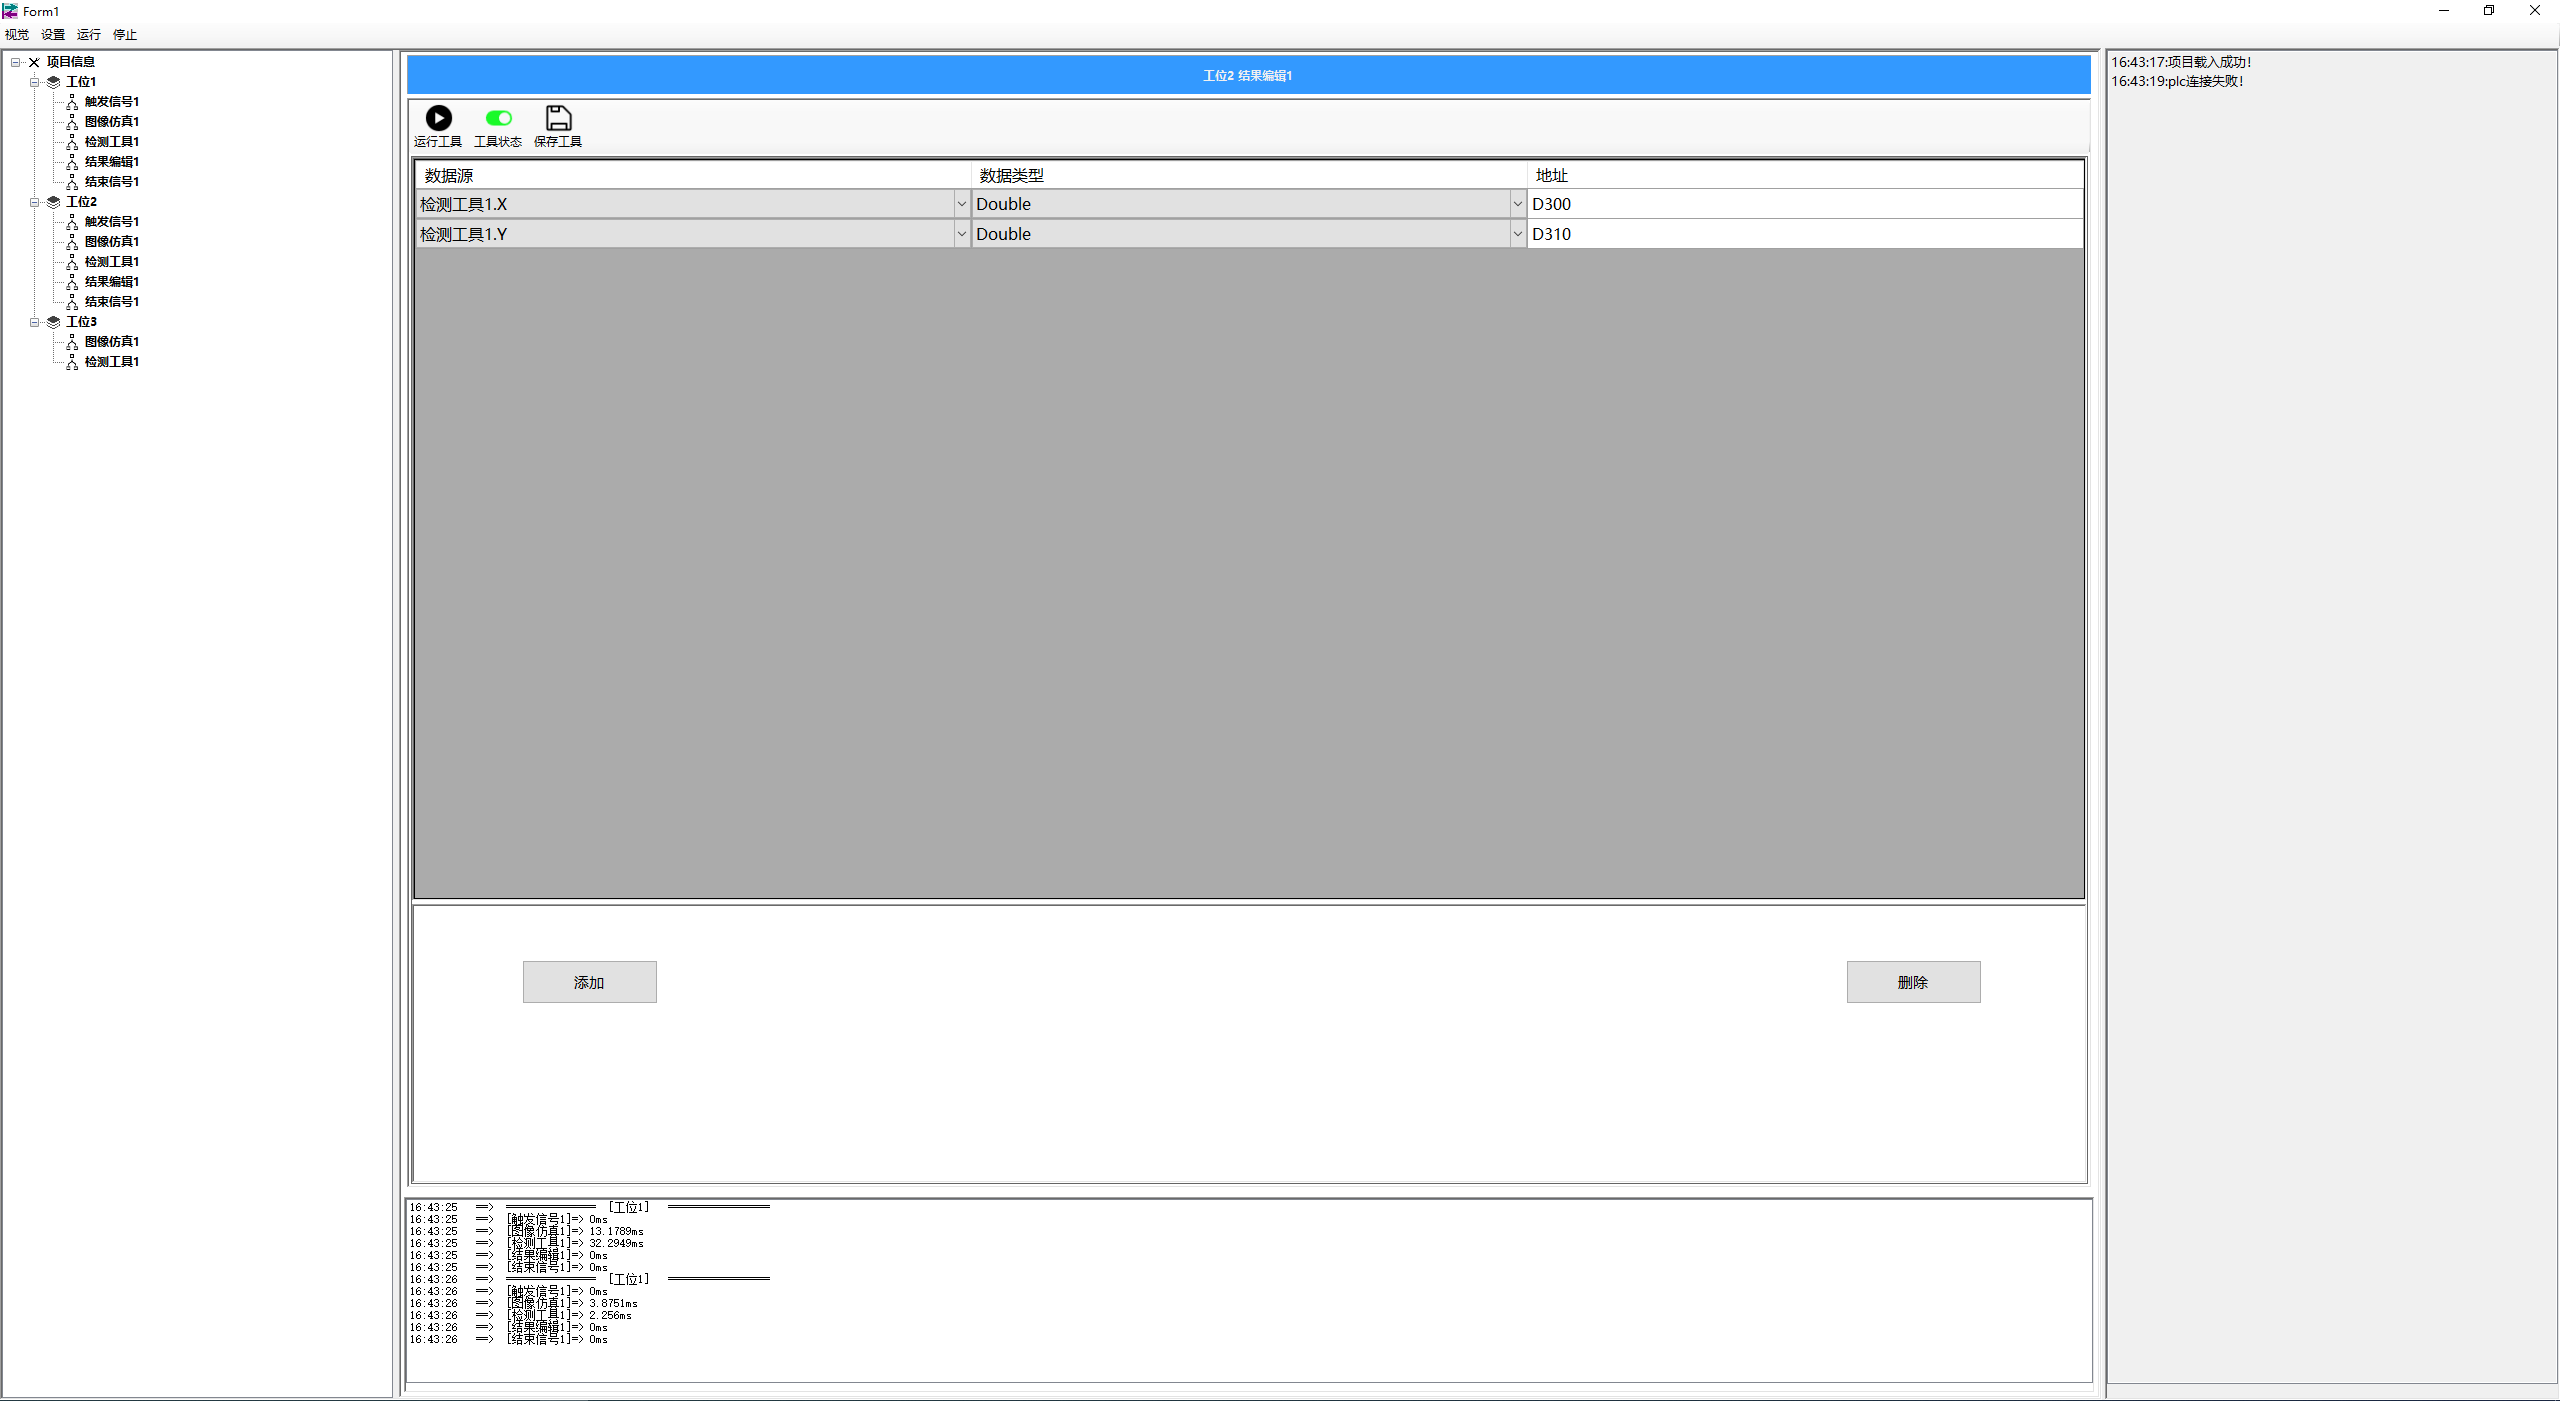 Form1
视觉 设置 运行 停止
项目信息
工位1
触发信号1
图像仿真1
检测工具1
结果编辑1
结束信号1
工位2
触发信号1
图像仿真1
检测工具1
结果编辑1
结束信号1
工位3
图像仿真1
检测工具1
工位2 结果编辑1
运行工具 工具状态 保存工具
数据源 数据类型 地址
检测工具1.X Double D300
检测工具1.Y Double D310
添加 删除
16:43:25 ==> ═══════════════ [工位1] ═════════════════
16:43:25 ==> [触发信号1]=> 0ms
16:43:25 ==> [图像仿真1]=> 13.1789ms
16:43:25 ==> [检测工具1]=> 32.2949ms
16:43:25 ==> [结果编辑1]=> 0ms
16:43:25 ==> [结束信号1]=> 0ms
16:43:26 ==> ═══════════════ [工位1] ═════════════════
16:43:26 ==> [触发信号1]=> 0ms
16:43:26 ==> [图像仿真1]=> 3.8751ms
16:43:26 ==> [检测工具1]=> 2.256ms
16:43:26 ==> [结果编辑1]=> 0ms
16:43:26 ==> [结束信号1]=> 0ms
16:43:17:项目载入成功!
16:43:19:plc连接失败!